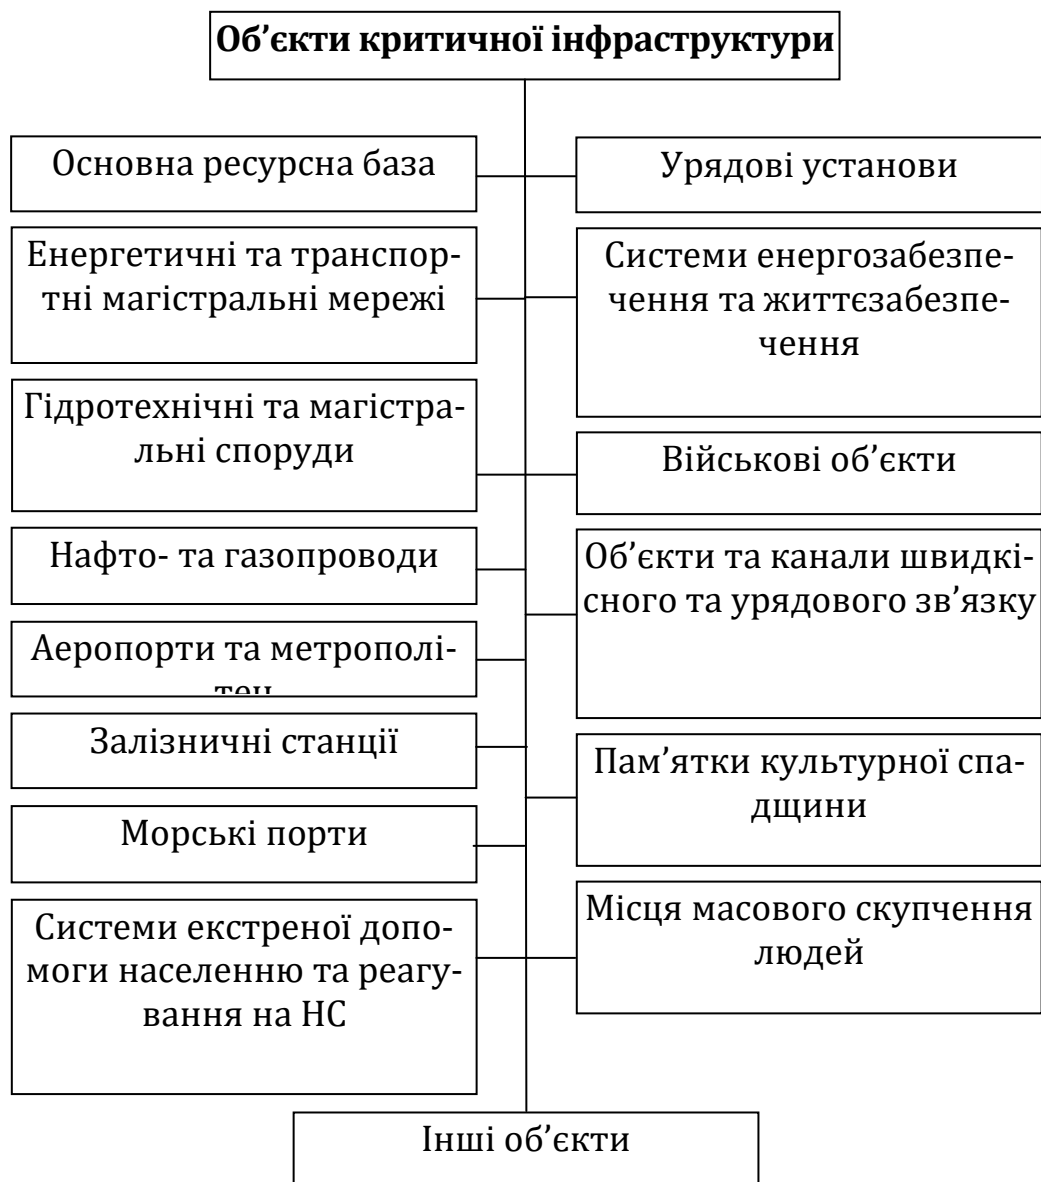 Об’єкти критичної інфраструктури
Основна ресурсна база
Енергетичні та транспор-
тні магістральні мережі
Гідротехнічні та магістра-
льні споруди
Нафто- та газопроводи
Аеропорти та метрополі-
тен
Залізничні станції
Морські порти
Системи екстреної допо-
моги населенню та реагу-
вання на НС
Урядові установи
Системи енергозабезпе-
чення та життєзабезпе-
чення
Військові об’єкти
Об’єкти та канали швидкі-
сного та урядового зв’язку
Пам’ятки культурної спа-
дщини
Місця масового скупчення
людей
Інші об’єкти